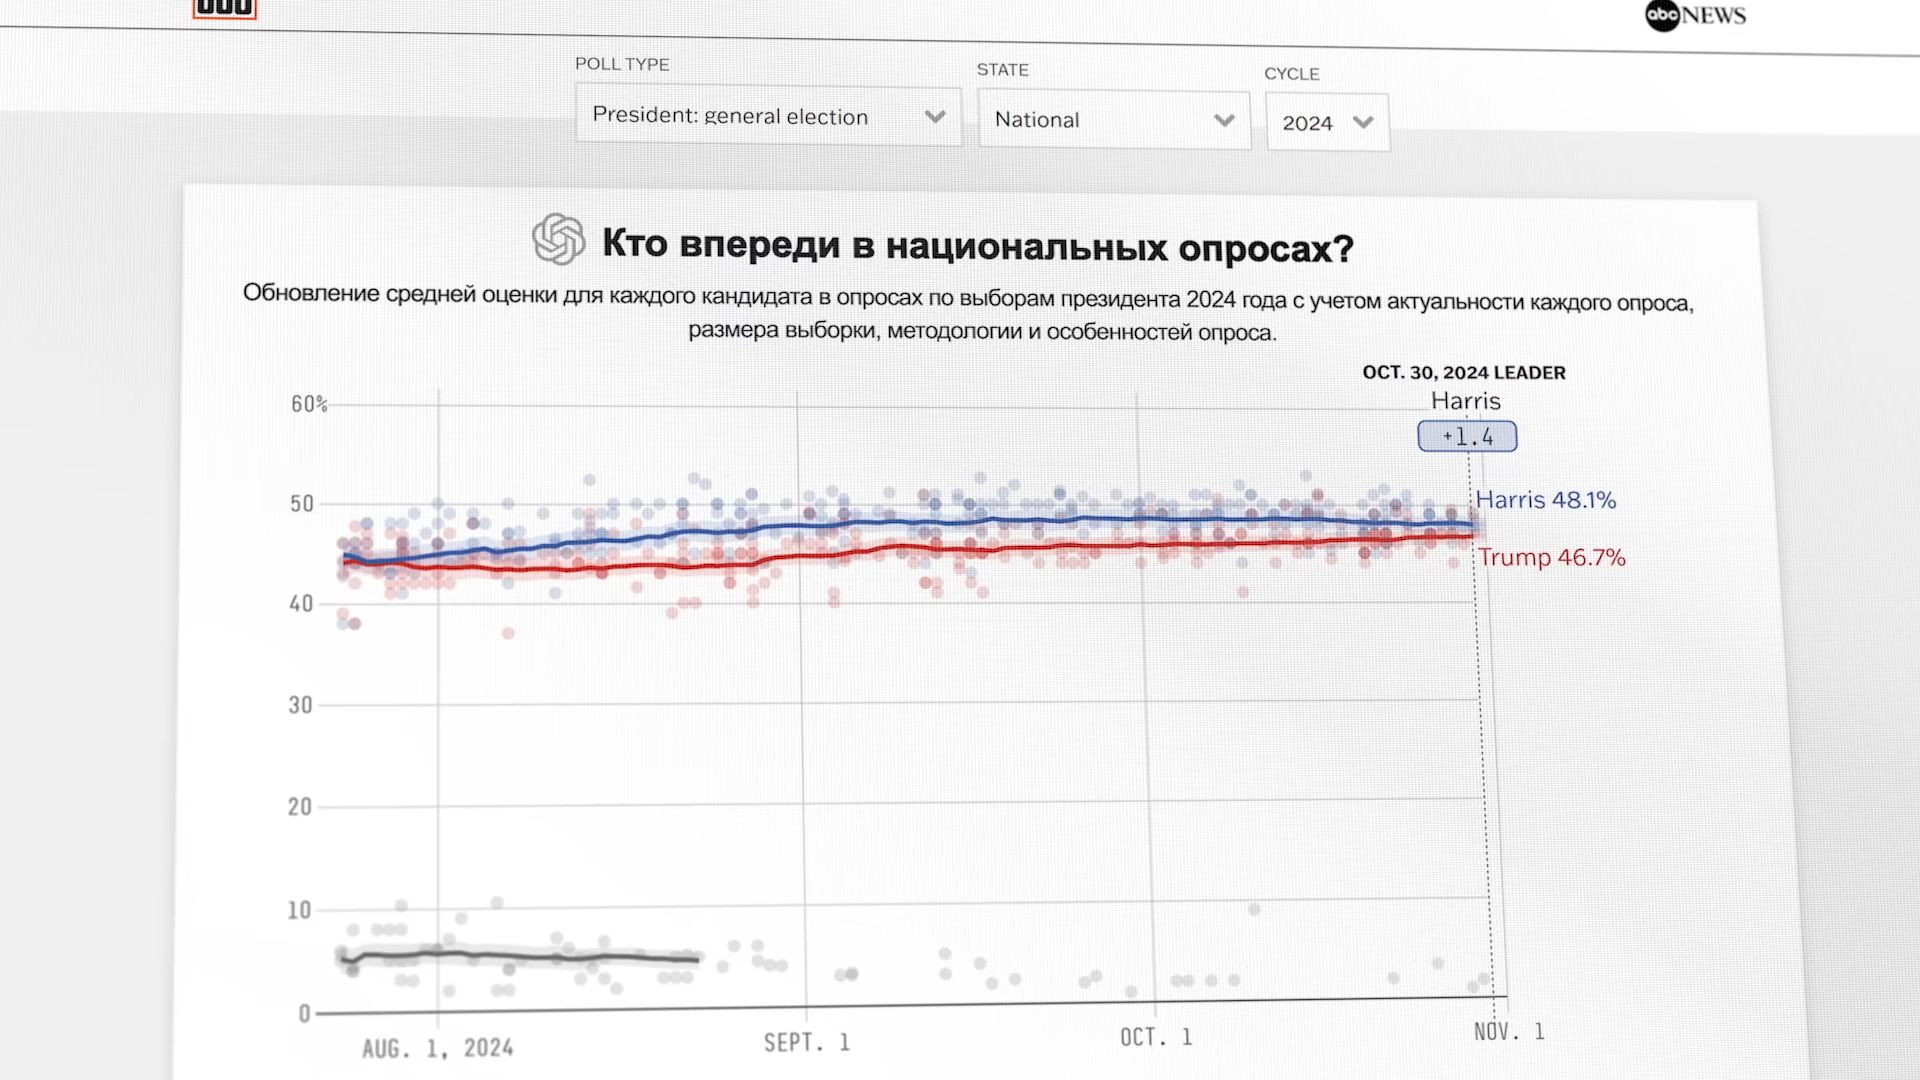 abc NEWS
POLL TYPE
STATE
CYCLE
President: general election
National
2024
Кто впереди в национальных опросах?
Обновление средней оценки для каждого кандидата в опросах по выборам президента 2024 года с учетом актуальности каждого опроса,
размера выборки, методологии и особенностей опроса.
OCT. 30, 2024 LEADER
Harris
+1.4
60%
50
40
30
20
10
0
Harris 48.1%
Trump 46.7%
AUG. 1, 2024
SEPT. 1
OCT. 1
NOV. 1